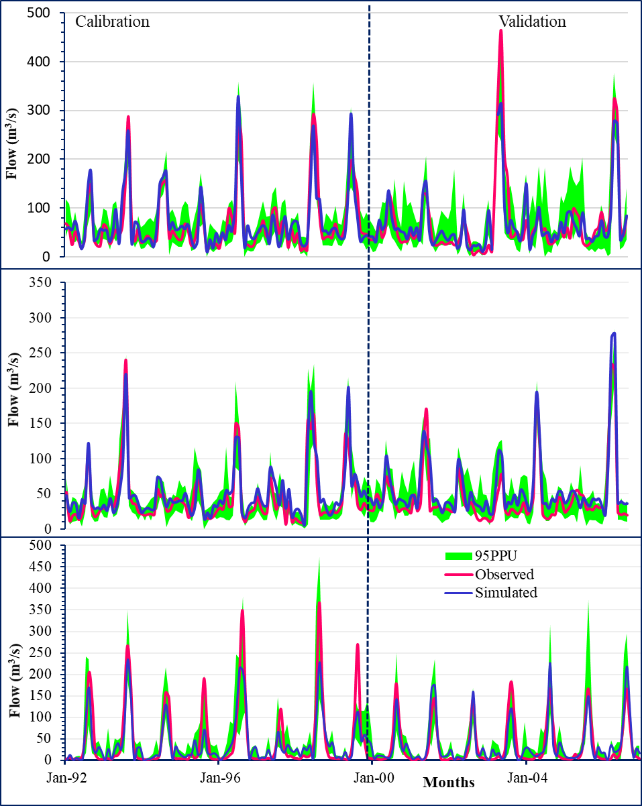 Calibration Validation
500
400
300
200
100
0
Flow (m³/s)
350
300
250
200
150
100
50
0
Flow (m³/s)
500
450
400
350
300
250
200
150
100
50
0
Flow (m³/s)
95PPU
Observed
Simulated
Jan-92 Jan-96 Jan-00 Jan-04
Months